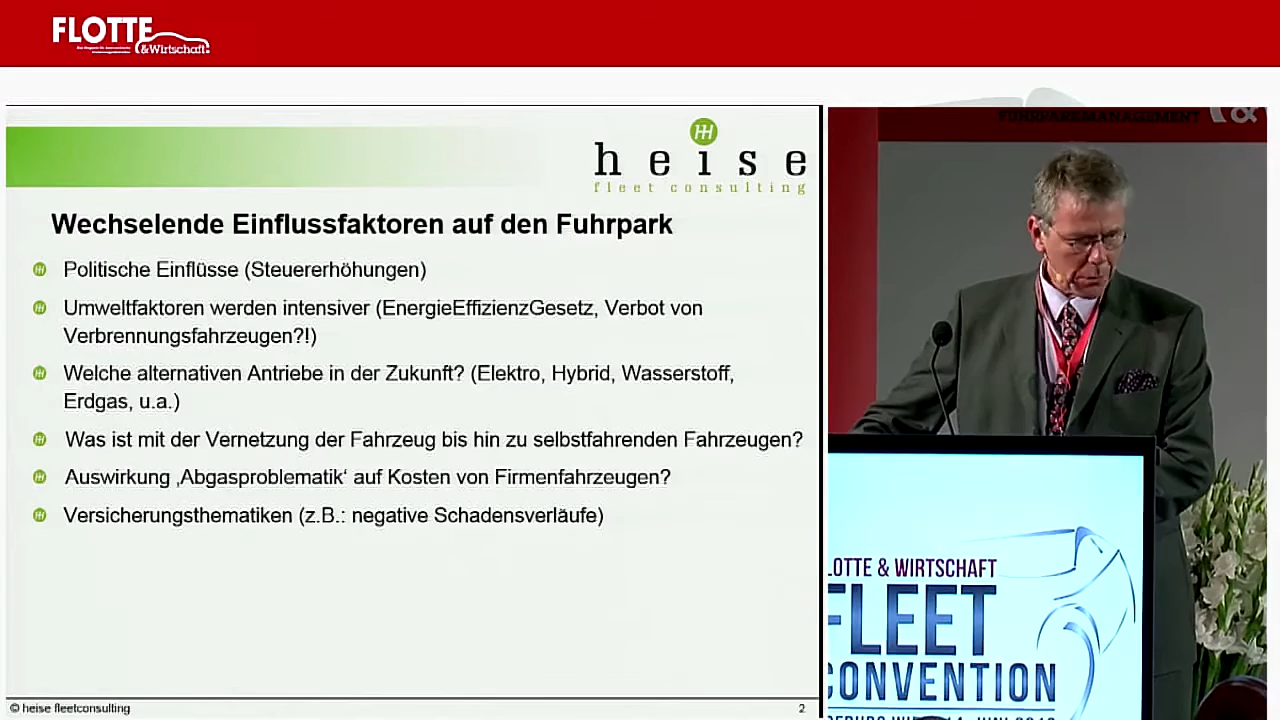 FLOTTE
&Wirtschaft
FUHRPARKMANAGEMENT
heise
fleet consulting
Wechselende Einflussfaktoren auf den Fuhrpark
Politische Einflüsse (Steuererhöhungen)
Umweltfaktoren werden intensiver (EnergieEffizienzGesetz, Verbot von
Verbrennungsfahrzeugen?!)
Welche alternativen Antriebe in der Zukunft? (Elektro, Hybrid, Wasserstoff,
Erdgas, u.a.)
Was ist mit der Vernetzung der Fahrzeug bis hin zu selbstfahrenden Fahrzeugen?
Auswirkung ‚Abgasproblematik‘ auf Kosten von Firmenfahrzeugen?
Versicherungsthematiken (z.B.: negative Schadensverläufe)
© heise fleetconsulting
2
LOTTE & WIRTSCHAFT
FLEET
CONVENTION